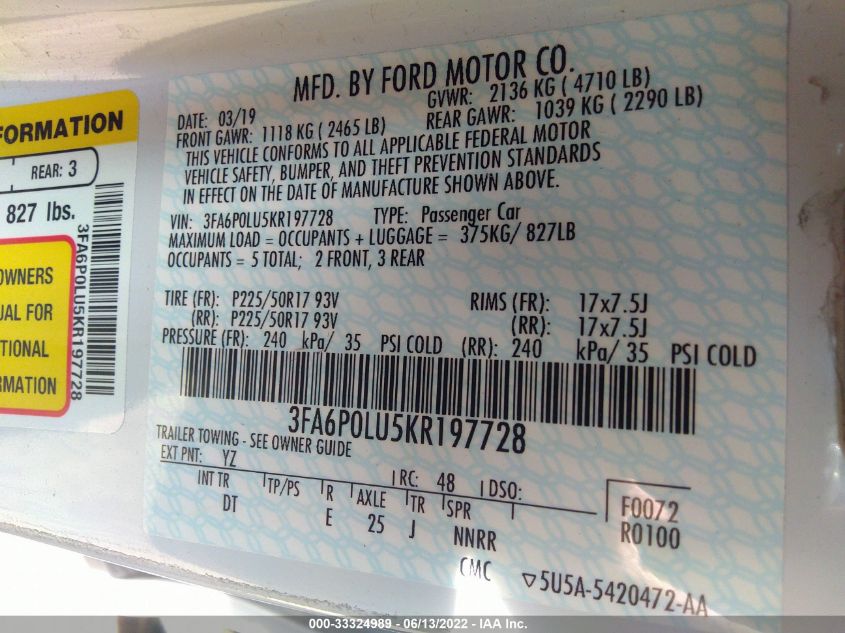 FORMATION
REAR: 3
827 lbs.
OWNERS
UAL FOR
TIONAL
RMATION
3FA6P0LU5KR197728
MFD. BY FORD MOTOR CO.
DATE: 03/19
GVWR: 2136 KG ( 4710 LB)
FRONT GAWR: 1118 KG ( 2465 LB)
REAR GAWR: 1039 KG ( 2290 LB)
THIS VEHICLE CONFORMS TO ALL APPLICABLE FEDERAL MOTOR
VEHICLE SAFETY, BUMPER, AND THEFT PREVENTION STANDARDS
IN EFFECT ON THE DATE OF MANUFACTURE SHOWN ABOVE.
VIN: 3FA6P0LU5KR197728 TYPE: Passenger Car
MAXIMUM LOAD = OCCUPANTS + LUGGAGE = 375KG/ 827LB
OCCUPANTS = 5 TOTAL; 2 FRONT, 3 REAR
TIRE (FR): P225/50R17 93V RIMS (FR): 17x7.5J
(RR): P225/50R17 93V (RR): 17x7.5J
PRESSURE (FR): 240 kPa/ 35 PSI COLD (RR): 240 kPa/ 35 PSI COLD
3FA6P0LU5KR197728
TRAILER TOWING - SEE OWNER GUIDE
EXT PNT: YZ RC: 48 DSO:
INT TR TP/PS R AXLE TR SPR
DT E 25 J NNRR
F0072
R0100
CMC
5U5A-5420472-AA
000-33324989 - 06/13/2022 - IAA Inc.